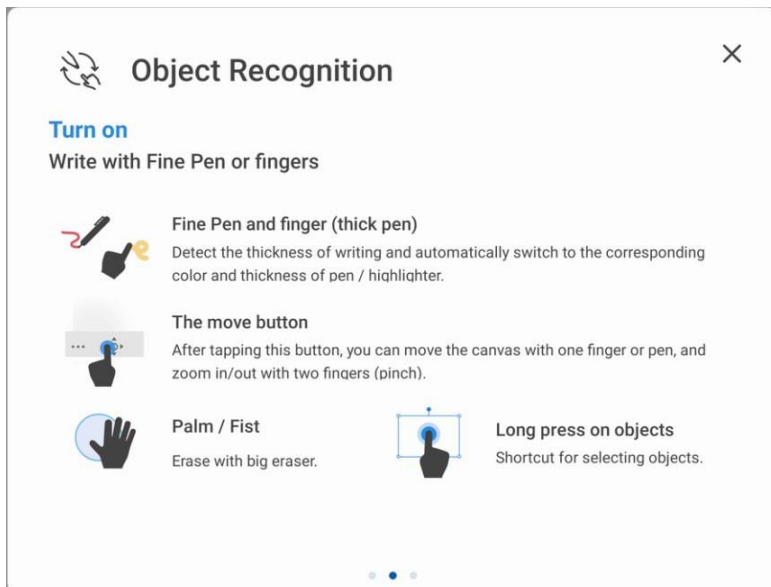 Object Recognition
Turn on
Write with Fine Pen or fingers
Fine Pen and finger (thick pen)
Detect the thickness of writing and automatically switch to the corresponding
color and thickness of pen / highlighter.
The move button
After tapping this button, you can move the canvas with one finger or pen, and
zoom in/out with two fingers (pinch).
Palm / Fist
Erase with big eraser.
Long press on objects
Shortcut for selecting objects.